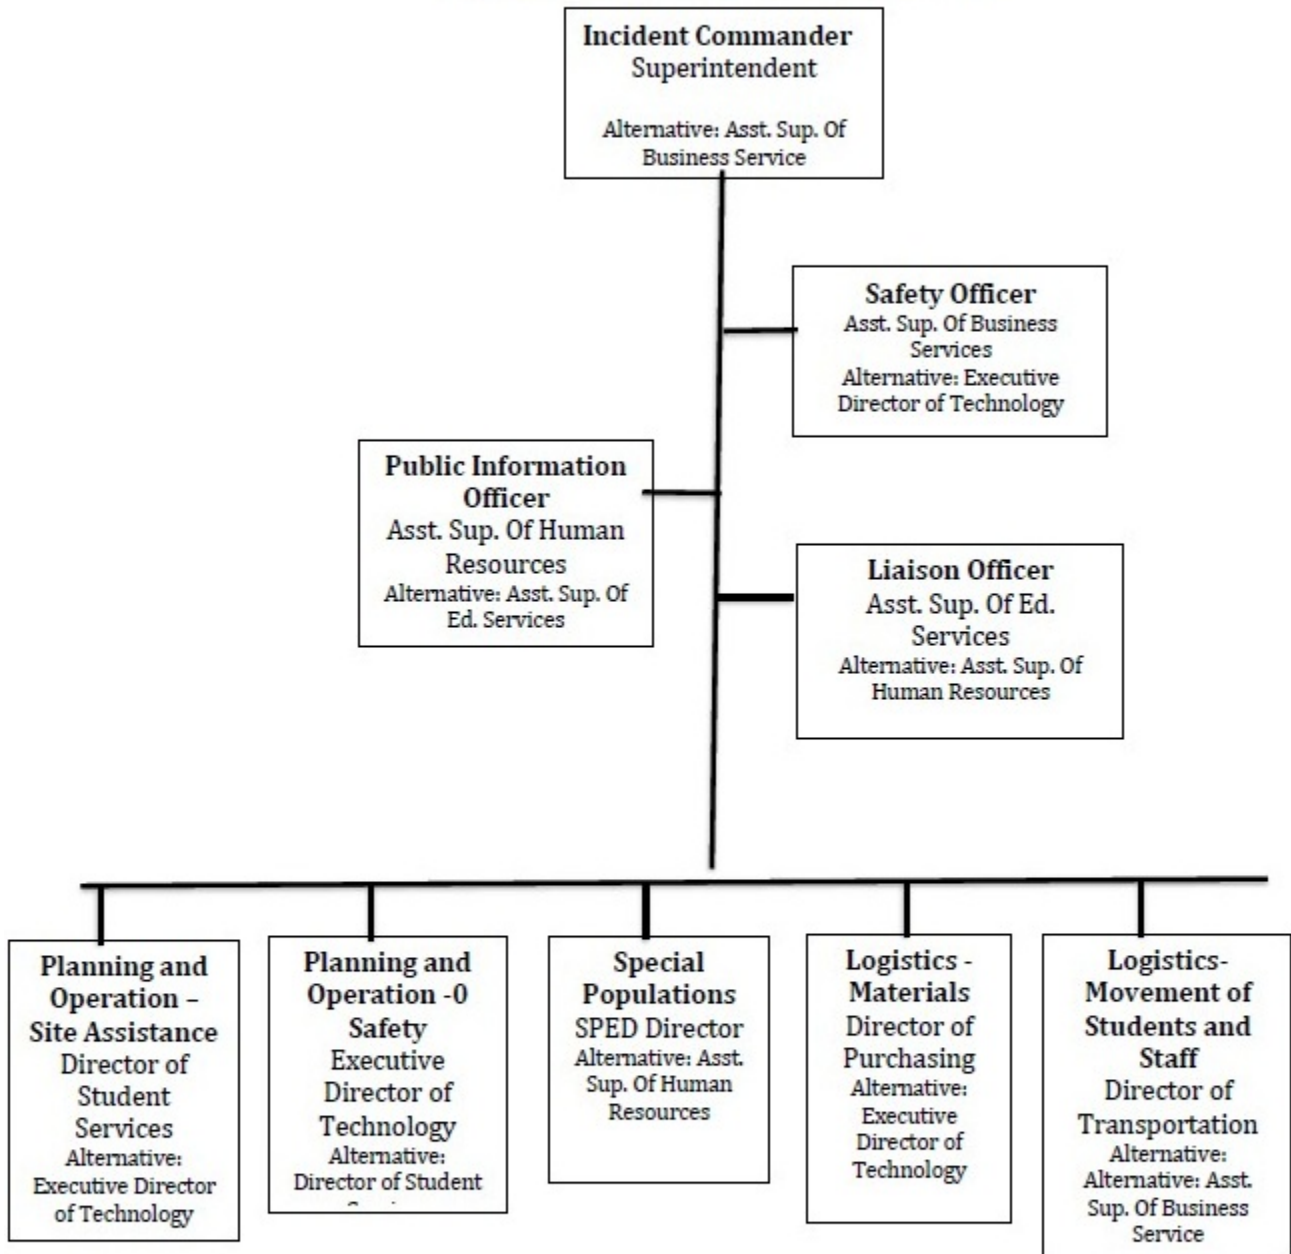 Incident Commander
Superintendent
Alternative: Asst. Sup. Of
Business Service
Safety Officer
Asst. Sup. Of Business
Services
Alternative: Executive
Director of Technology
Public Information
Officer
Asst. Sup. Of Human
Resources
Alternative: Asst. Sup. Of
Ed. Services
Liaison Officer
Asst. Sup. Of Ed.
Services
Alternative: Asst. Sup. Of
Human Resources
Planning and
Operation –
Site Assistance
Director of
Student
Services
Alternative:
Executive Director
of Technology
Planning and
Operation -0
Safety
Executive
Director of
Technology
Alternative:
Director of Student
Special
Populations
SPED Director
Alternative: Asst.
Sup. Of Human
Resources
Logistics -
Materials
Director of
Purchasing
Alternative:
Executive
Director of
Technology
Logistics-
Movement of
Students and
Staff
Director of
Transportation
Alternative:
Alternative: Asst.
Sup. Of Business
Service